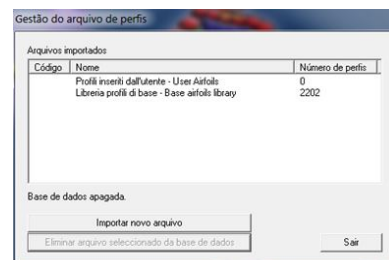 Gestão do arquivo de perfis
Arquivos importados
Código Nome Número de perfis
Profili inseriti dall'utente - User Airfoils 0
Libreria profili di base - Base airfoils library 2202
Base de dados apagada.
Importar novo arquivo
Eliminar arquivo seleccionado da base de dados Sair